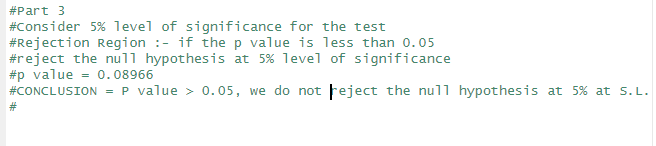 #Part 3
#Consider 5% level of significance for the test
#Rejection Region :- if the p value is less than 0.05
#reject the null hypothesis at 5% level of significance
#p value = 0.08966
#CONCLUSION = P value > 0.05, we do not reject the null hypothesis at 5% at S.L.
#